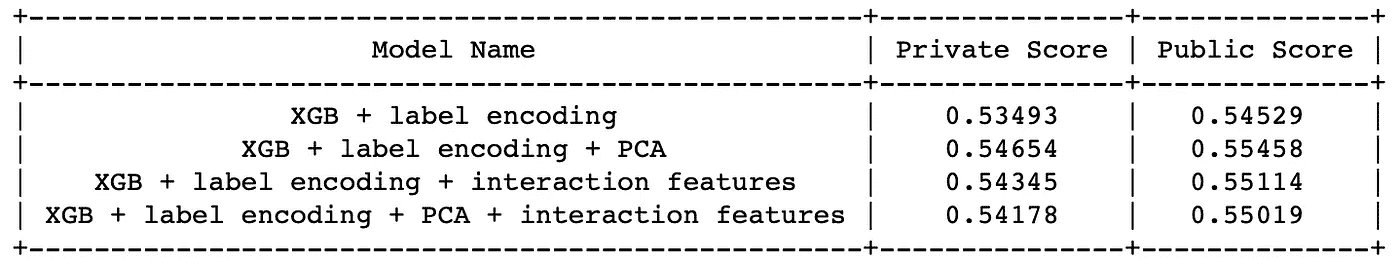 +--------------------------------------------------+---------------+--------------+
|                    Model Name                    | Private Score | Public Score |
+--------------------------------------------------+---------------+--------------+
|               XGB + label encoding               |    0.53493    |   0.54529    |
|            XGB + label encoding + PCA            |    0.54654    |   0.55458    |
|    XGB + label encoding + interaction features   |    0.54345    |   0.55114    |
| XGB + label encoding + PCA + interaction features |    0.54178    |   0.55019    |
+--------------------------------------------------+---------------+--------------+